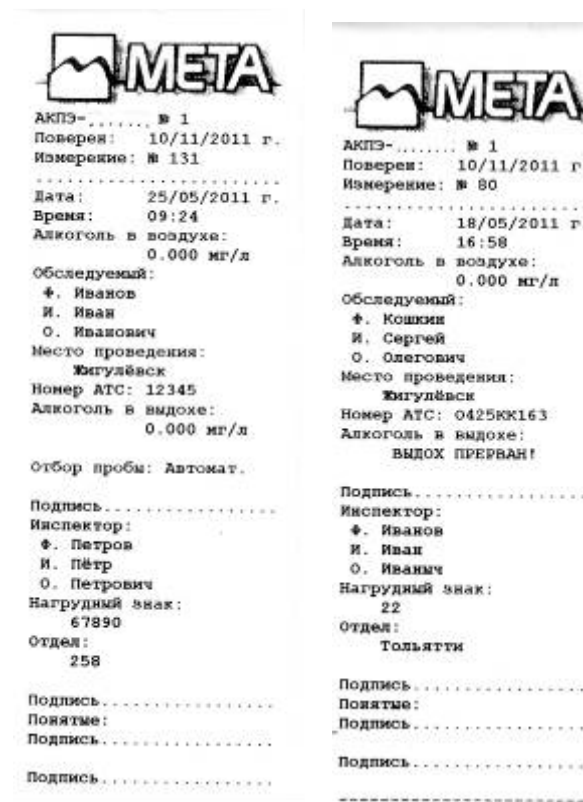 META
АКПЭ-....... № 1
Поверен: 10/11/2011 г.
Измерение: № 131
Дата: 25/05/2011 г.
Время: 09:24
Алкоголь в воздухе:
0.000 мг/л
Обследуемый:
Ф. Иванов
И. Иван
О. Иванович
Место проведения:
Жигулёвск
Номер АТС: 12345
Алкоголь в выдохе:
0.000 мг/л
Отбор пробы: Автомат.
Подпись.................
Инспектор:
Ф. Петров
И. Пётр
О. Петрович
Нагрудный знак:
67890
Отдел:
258
Подпись.................
Понятые:
Подпись.................
Подпись.................
META
АКПЭ-....... № 1
Поверен: 10/11/2011 г
Измерение: № 80
Дата: 18/05/2011 г
Время: 16:58
Алкоголь в воздухе:
0.000 мг/л
Обследуемый:
Ф. Кошкин
И. Сергей
О. Олегович
Место проведения:
Жигулёвск
Номер АТС: О425КК163
Алкоголь в выдохе:
ВЫДОХ ПРЕРВАН!
Подпись................
Инспектор:
Ф. Иванов
И. Иван
О. Иваныч
Нагрудный знак:
22
Отдел:
Тольятти
Подпись................
Понятые:
Подпись................
Подпись................